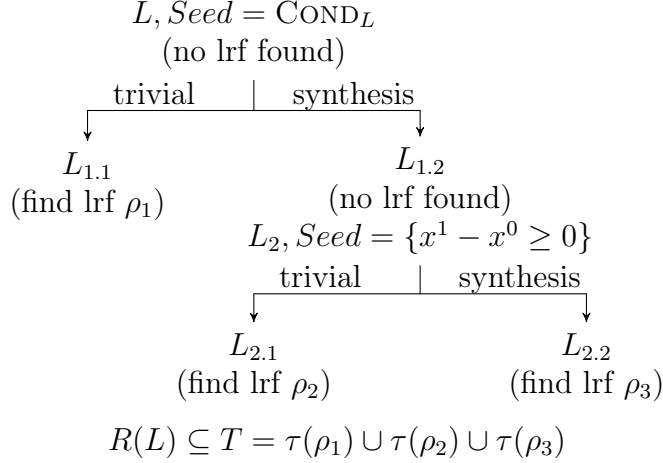 L, Seed = COND_L
(no lrf found)
trivial synthesis
L_{1.1} L_{1.2}
(find lrf ρ_1) (no lrf found)
L_2, Seed = {x^1 − x^0 ≥ 0}
trivial synthesis
L_{2.1} L_{2.2}
(find lrf ρ_2) (find lrf ρ_3)
R(L) ⊆ T = τ(ρ_1) ∪ τ(ρ_2) ∪ τ(ρ_3)